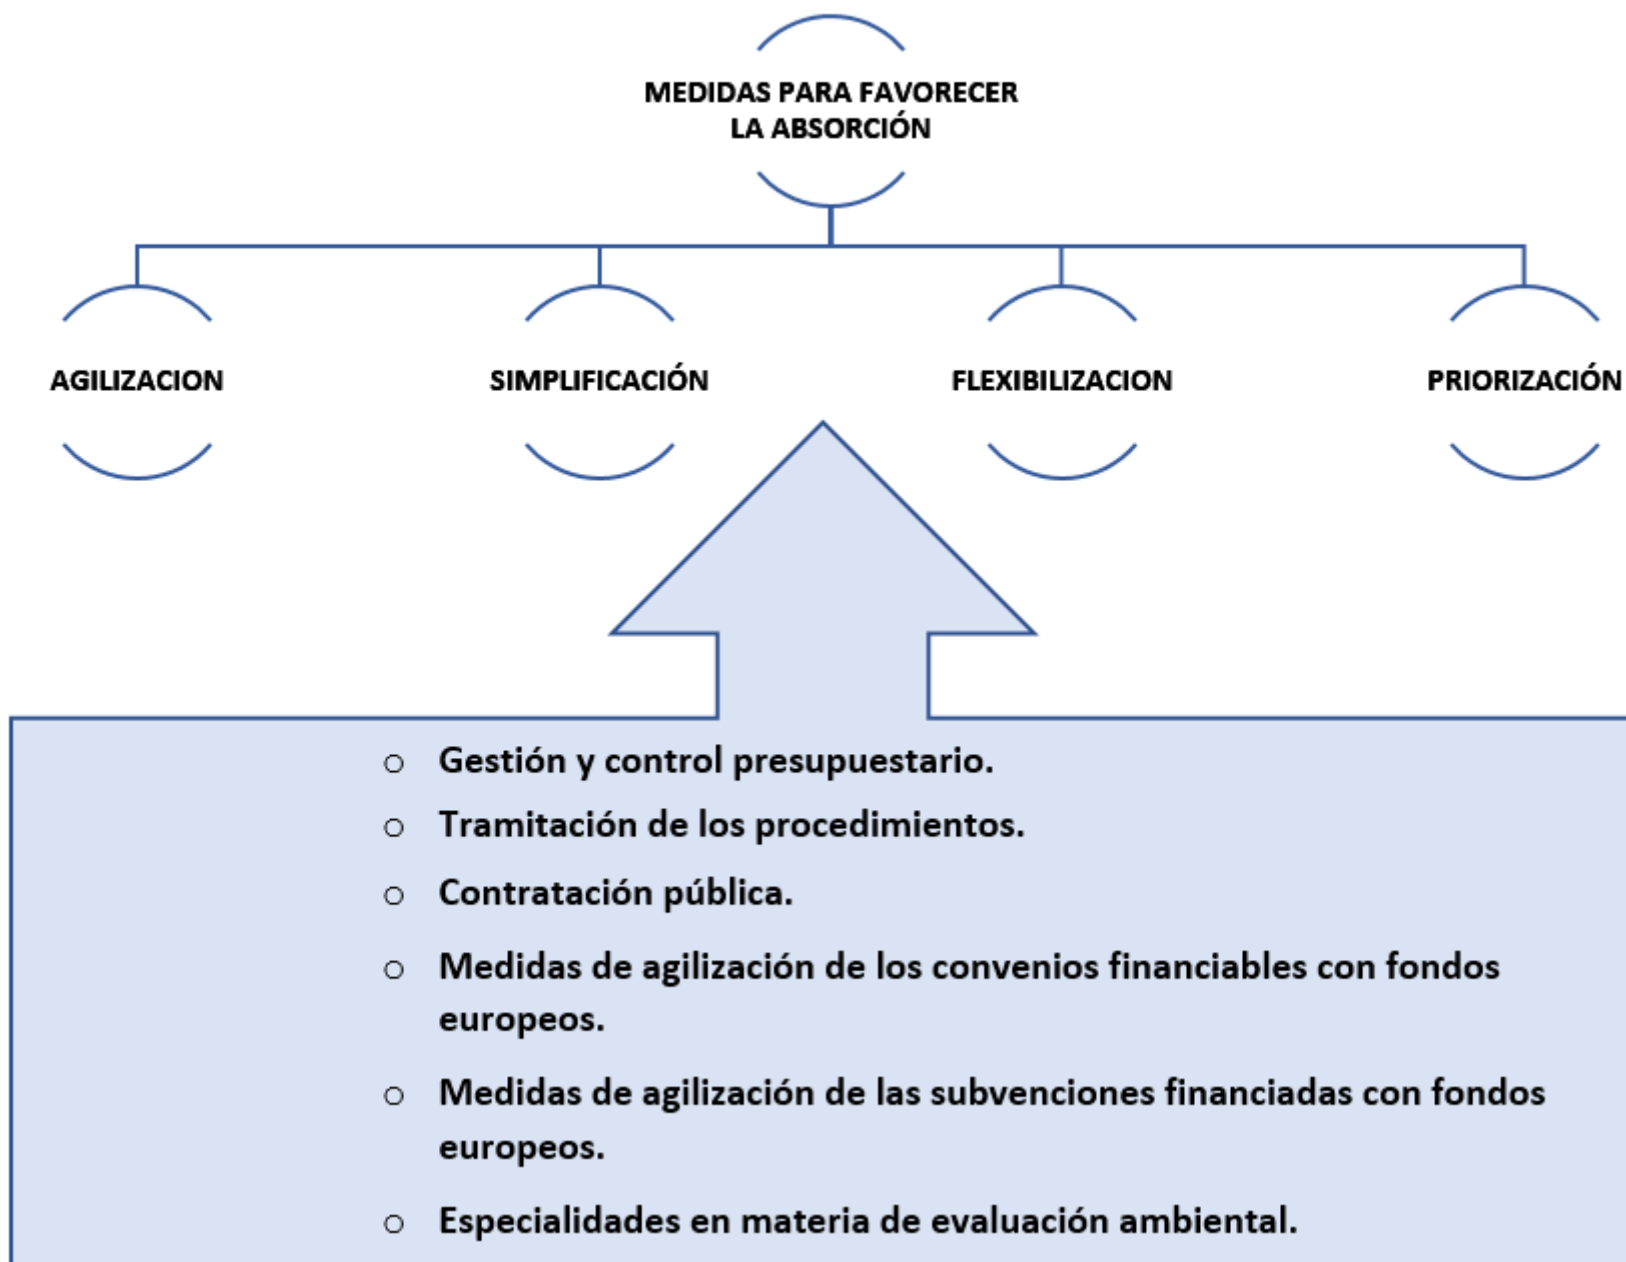 MEDIDAS PARA FAVORECER
LA ABSORCIÓN
AGILIZACION
SIMPLIFICACIÓN
FLEXIBILIZACION
PRIORIZACIÓN
o Gestión y control presupuestario.
o Tramitación de los procedimientos.
o Contratación pública.
o Medidas de agilización de los convenios financiables con fondos
europeos.
o Medidas de agilización de las subvenciones financiadas con fondos
europeos.
o Especialidades en materia de evaluación ambiental.